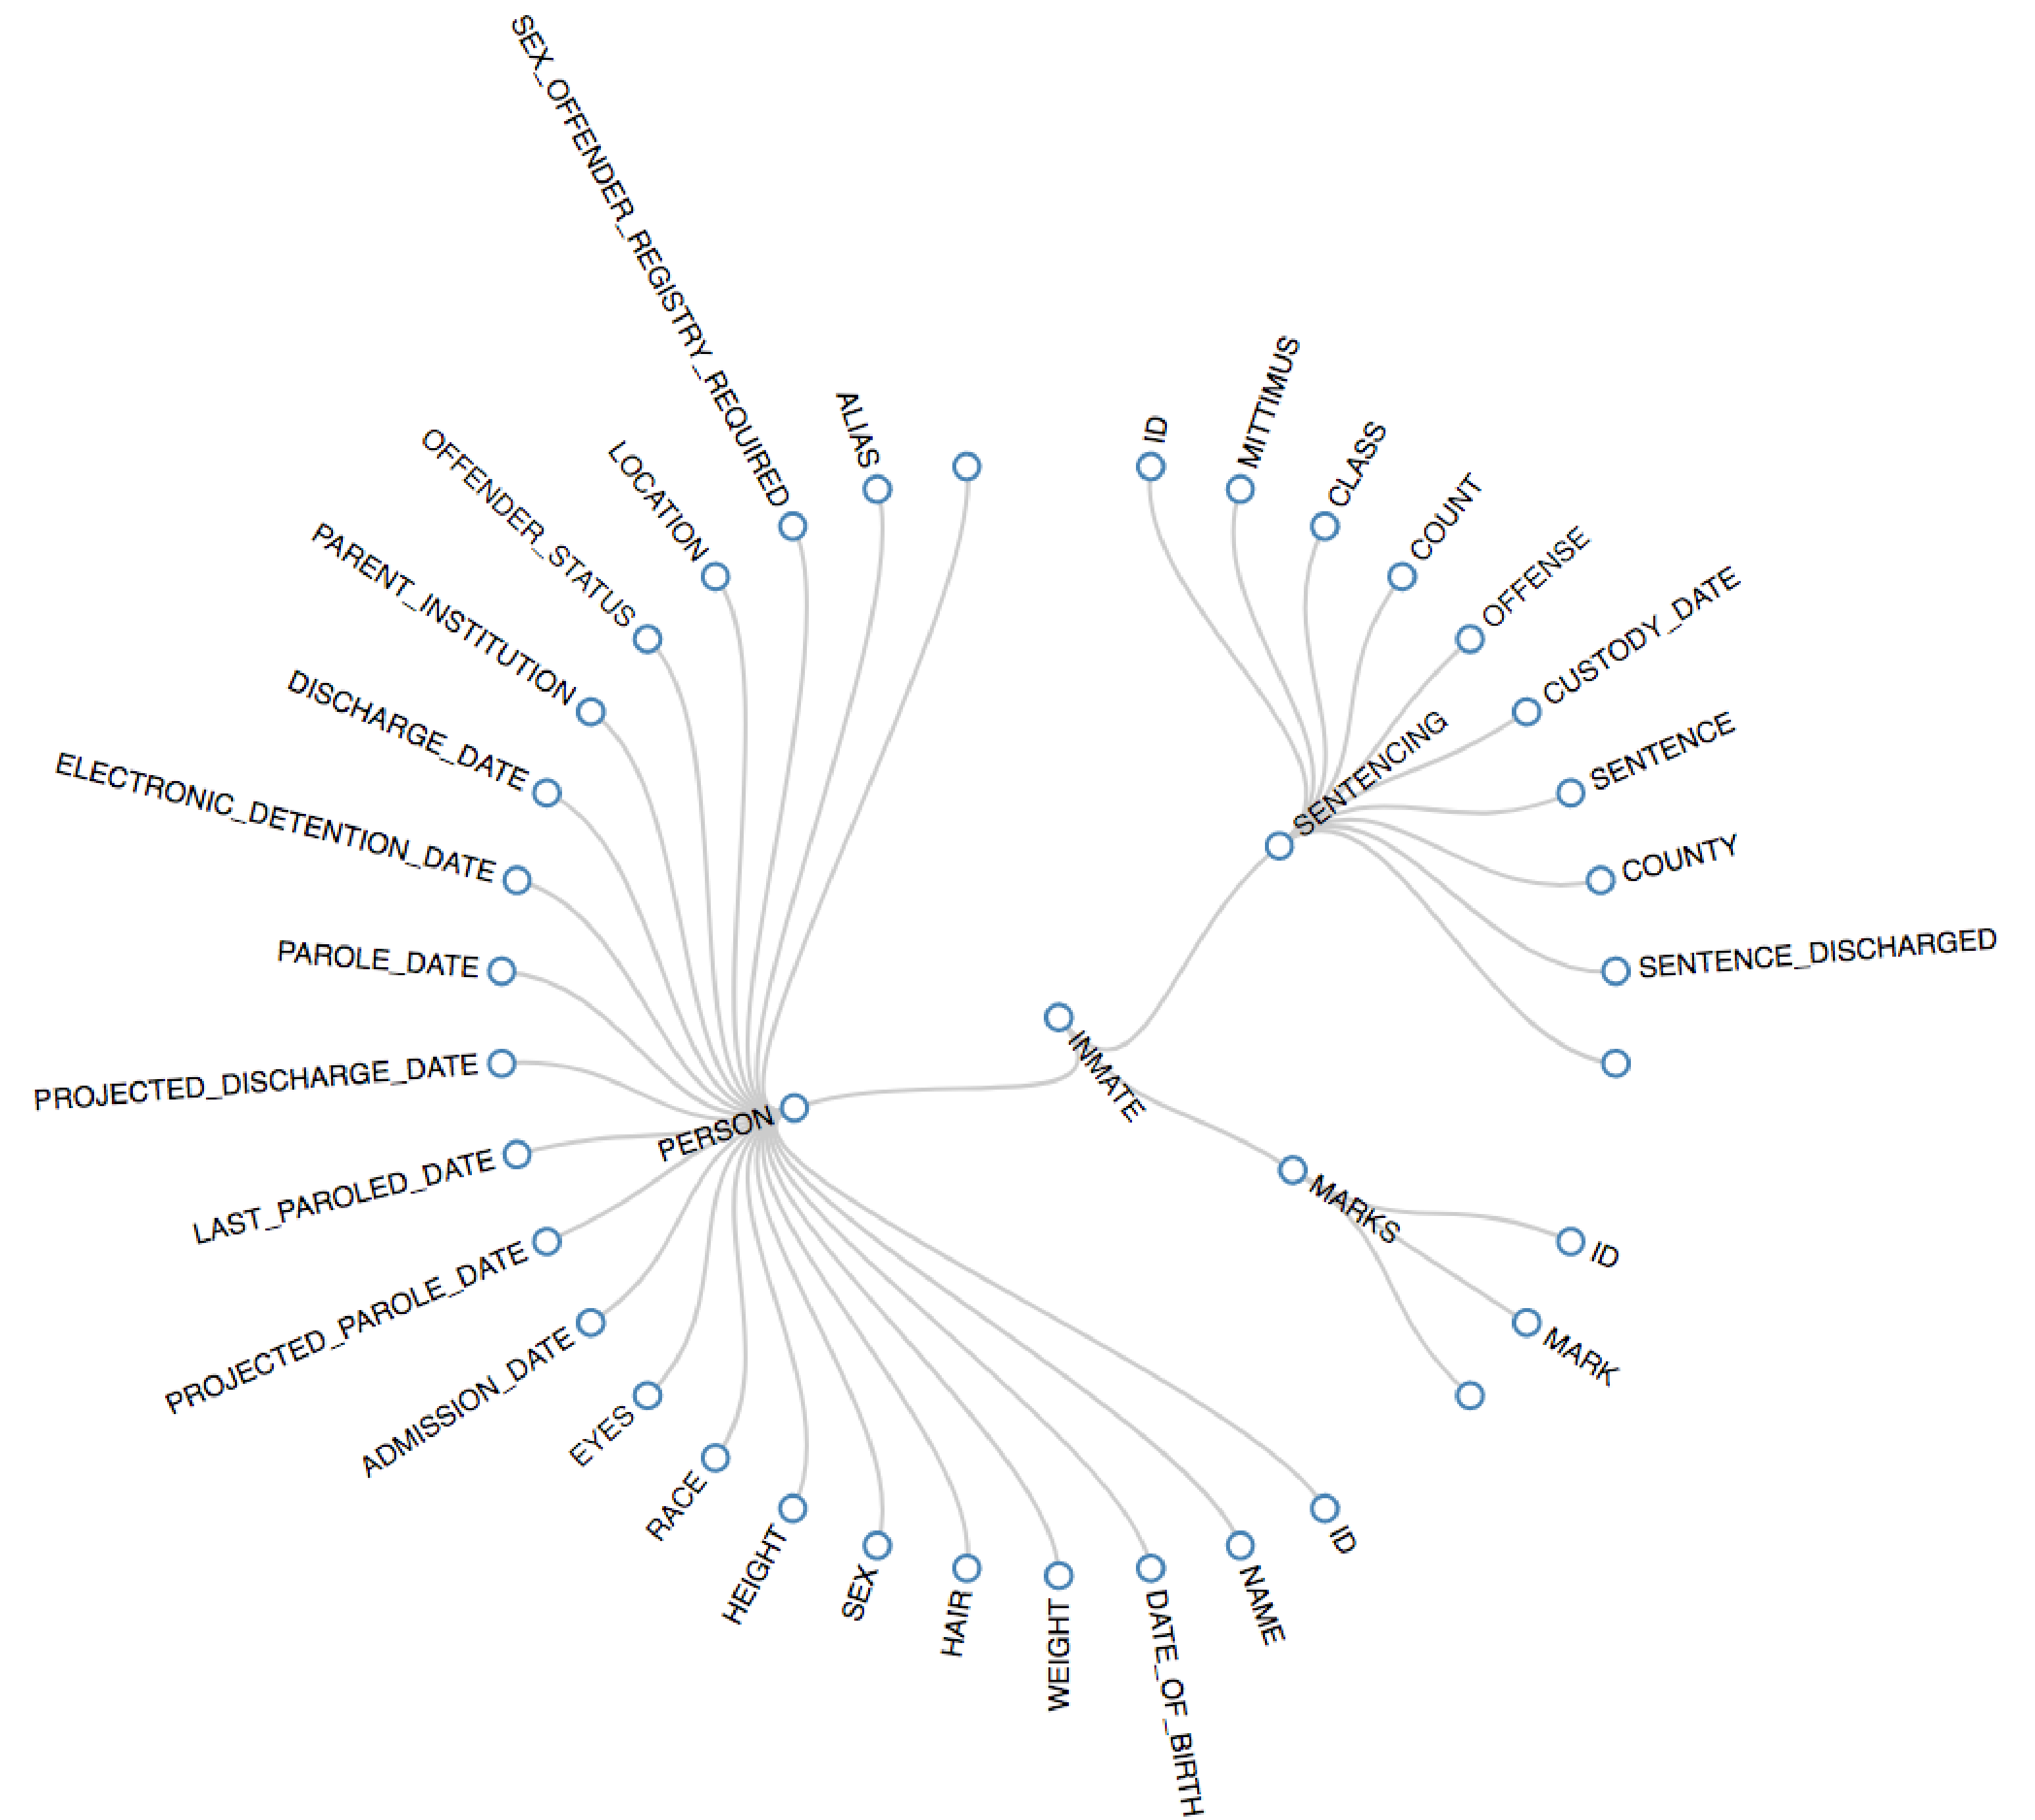 INMATE
SENTENCING
ID
MITTIMUS
CLASS
COUNT
OFFENSE
CUSTODY_DATE
SENTENCE
COUNTY
SENTENCE_DISCHARGED
MARKS
ID
MARK
PERSON
ID
NAME
DATE_OF_BIRTH
WEIGHT
HAIR
SEX
HEIGHT
RACE
EYES
ADMISSION_DATE
PROJECTED_PAROLE_DATE
LAST_PAROLED_DATE
PROJECTED_DISCHARGE_DATE
PAROLE_DATE
ELECTRONIC_DETENTION_DATE
DISCHARGE_DATE
PARENT_INSTITUTION
OFFENDER_STATUS
LOCATION
SEX_OFFENDER_REGISTRY_REQUIRED
ALIAS